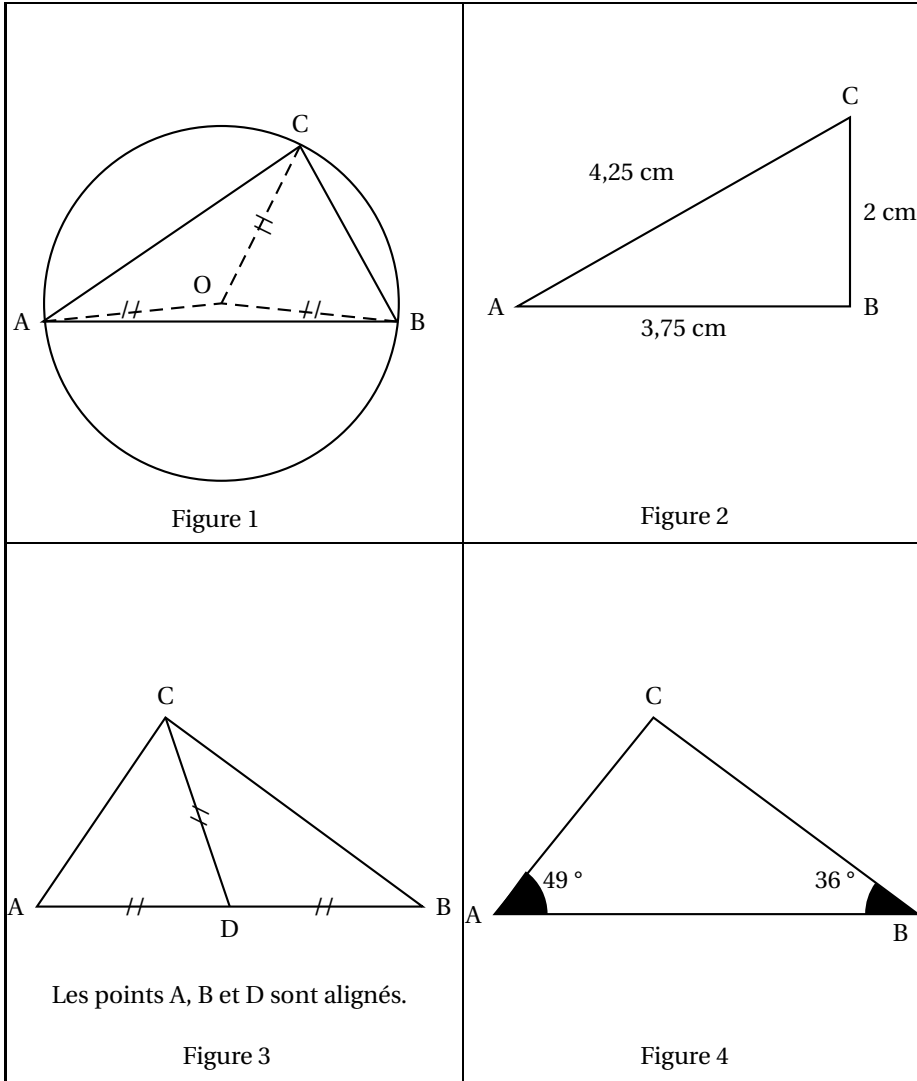 C
O
A
B
Figure 1
C
4,25 cm
2 cm
A
B
3,75 cm
Figure 2
C
A
B
D
Les points A, B et D sont alignés.
Figure 3
C
49 °
36 °
A
B
Figure 4